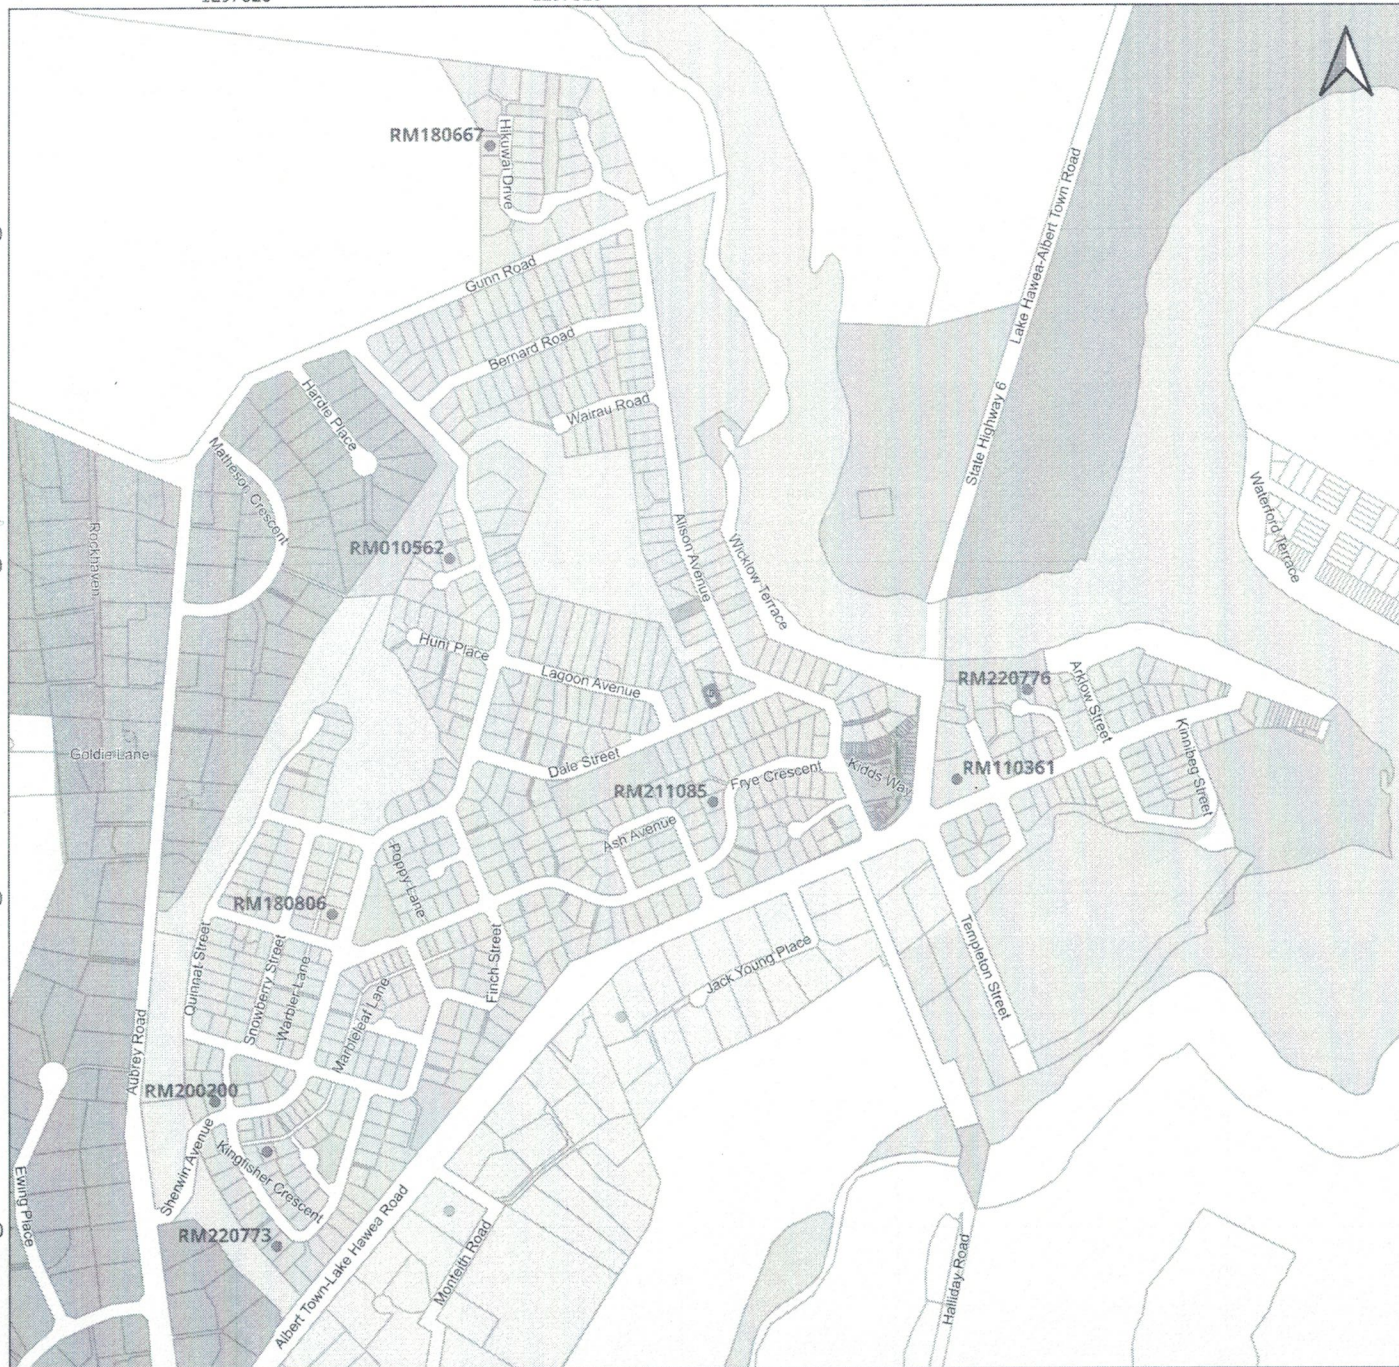 RM180667
Hikuwai Drive
Lake Hawea-Albert Town Road
Gunn Road
Bernard Road
Hardie Place
Wairau Road
State Highway 6
Matheson Crescent
Waterford Terrace
Rockhaven
RM010562
Alison Avenue
Wicklow Terrace
Hunt Place
Lagoon Avenue
RM220776
Arklow Street
Kinnibeg Street
Goldie Lane
Dale Street
Frye Crescent
Kidds Way
RM110361
RM211085
Ash Avenue
Poppy Lane
RM180806
Quinnat Street
Snowberry Street
Warbler Lane
Finch Street
Jack Young Place
Templeton Street
Marbleleaf Lane
Aubrey Road
RM200200
Sherwin Avenue
Kingfisher Crescent
Ewing Place
RM220773
Albert Town-Lake Hawea Road
Monteith Road
Halliday Road